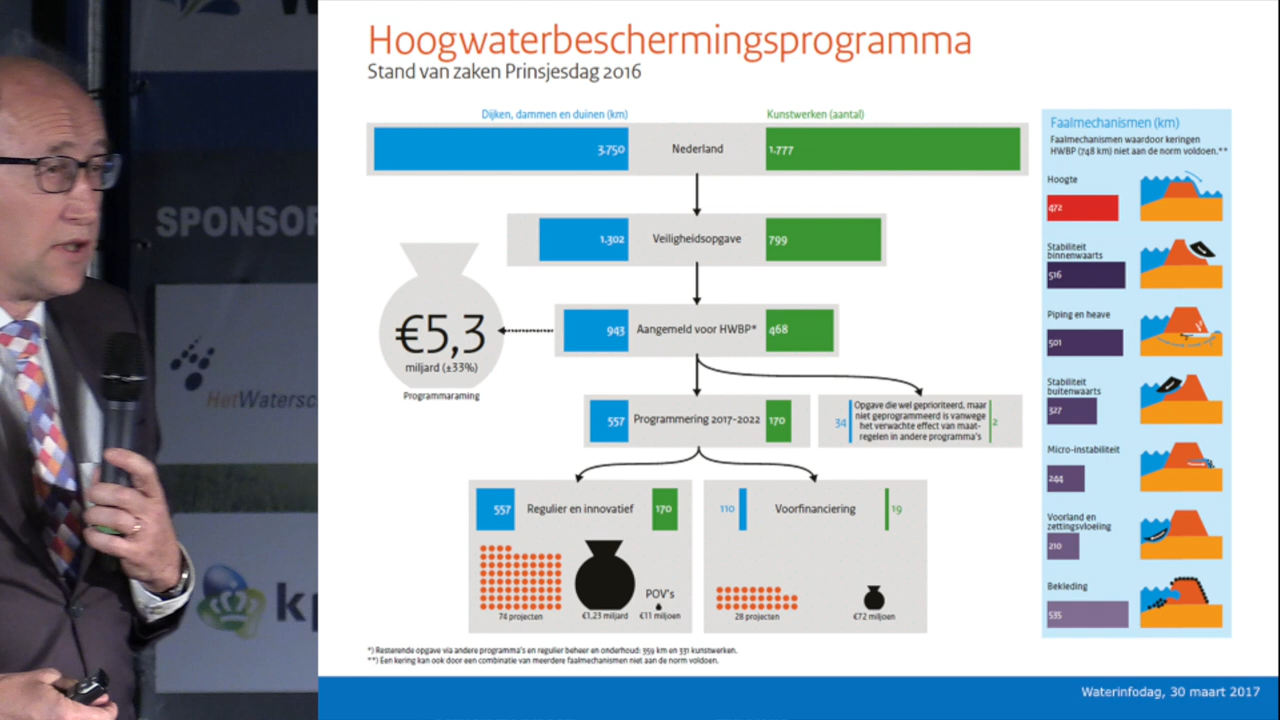 Hoogwaterbeschermingsprogramma
Stand van zaken Prinsjesdag 2016
Dijken, dammen en duinen (km)
Kunstwerken (aantal)
3.750
Nederland
1.777
1.302
Veiligheidsopgave
799
€5,3
miljard (±33%)
Programmaraming
943
Aangemeld voor HWBP*
468
557
Programmering 2017-2022
170
34
Opgave die wel geprioriteerd, maar
niet geprogrammeerd is vanwege
het verwachte effect van maat-
regelen in andere programma's
2
557
Regulier en innovatief
170
74 projecten
€1,23 miljard
POV's
€11 miljoen
110
Voorfinanciering
19
28 projecten
€72 miljoen
*) Resterende opgave via andere programma's en regulier beheer en onderhoud: 359 km en 331 kunstwerken.
**) Een kering kan ook door een combinatie van meerdere faalmechanismen niet aan de norm voldoen.
Faalmechanismen (km)
Faalmechanismen waardoor keringen
HWBP (748 km) niet aan de norm voldoen.**
Hoogte
472
Stabiliteit
binnenwaarts
516
Piping en heave
501
Stabiliteit
buitenwaarts
327
Micro-instabiliteit
244
Voorland en
zettingsvloeiing
210
Bekleding
535
Waterinfodag, 30 maart 2017
SPONSOR
HetWatersc
kp